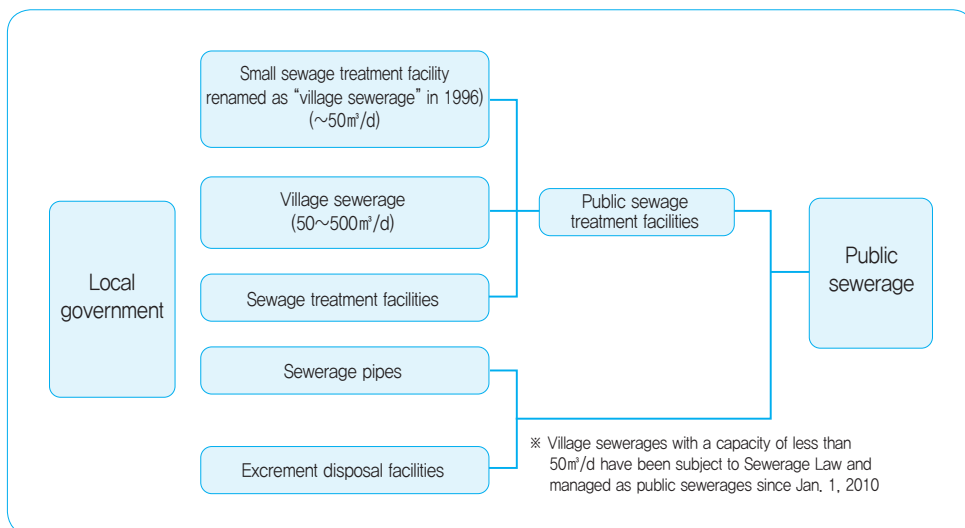 Small sewage treatment facility
renamed as “village sewerage” in 1996)
(～50㎥/d)
Village sewerage
(50～500㎥/d)
Public sewage
treatment facilities
Local
government
Public
sewerage
Sewage treatment facilities
Sewerage pipes
Excrement disposal facilities
※ Village sewerages with a capacity of less than
50㎥/d have been subject to Sewerage Law and
managed as public sewerages since Jan. 1, 2010